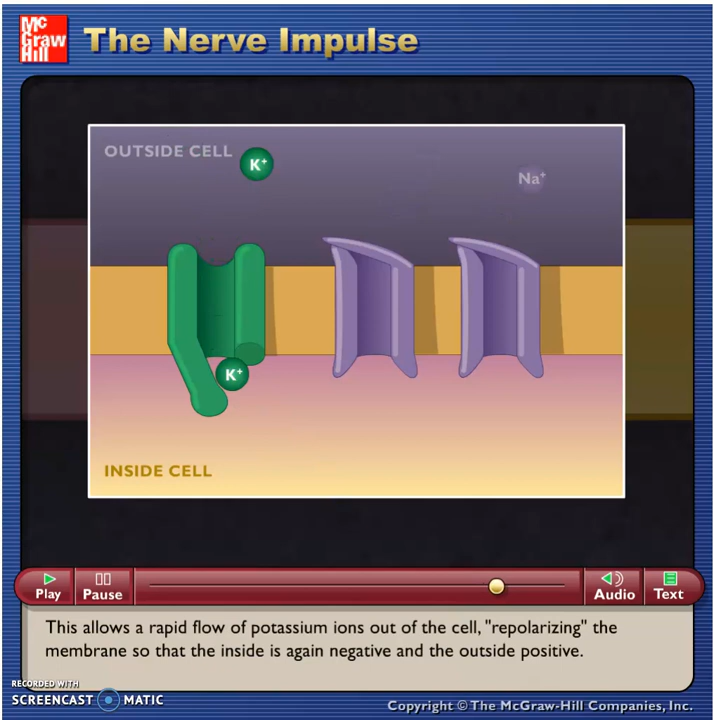 Mc
Graw
Hill
The Nerve Impulse
OUTSIDE CELL
K+
Na+
K+
INSIDE CELL
Play
Pause
Audio
Text
This allows a rapid flow of potassium ions out of the cell, "repolarizing" the
membrane so that the inside is again negative and the outside positive.
RECORDED WITH
SCREENCAST MATIC
Copyright © The McGraw-Hill Companies, Inc.